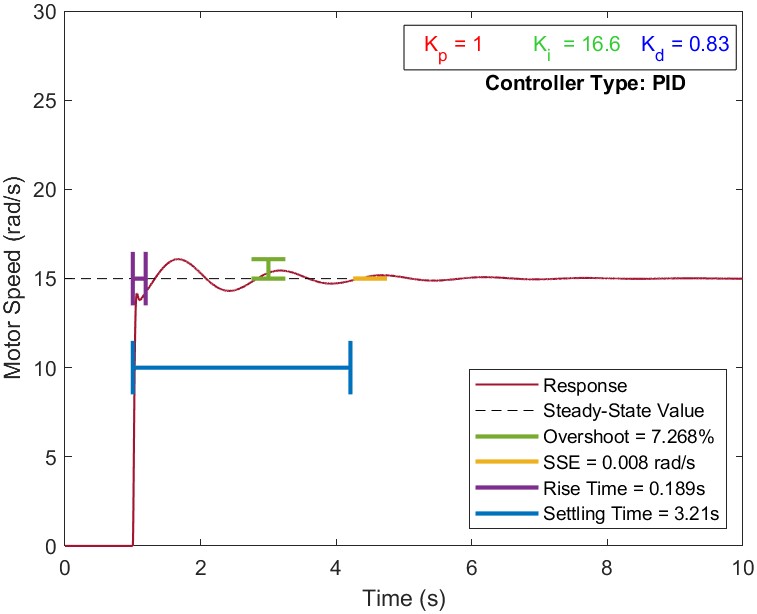 30
25
20
15
10
5
0
Motor Speed (rad/s)
Kp = 1 Ki = 16.6 Kd = 0.83
Controller Type: PID
Response
Steady-State Value
Overshoot = 7.268%
SSE = 0.008 rad/s
Rise Time = 0.189s
Settling Time = 3.21s
0 2 4 6 8 10
Time (s)